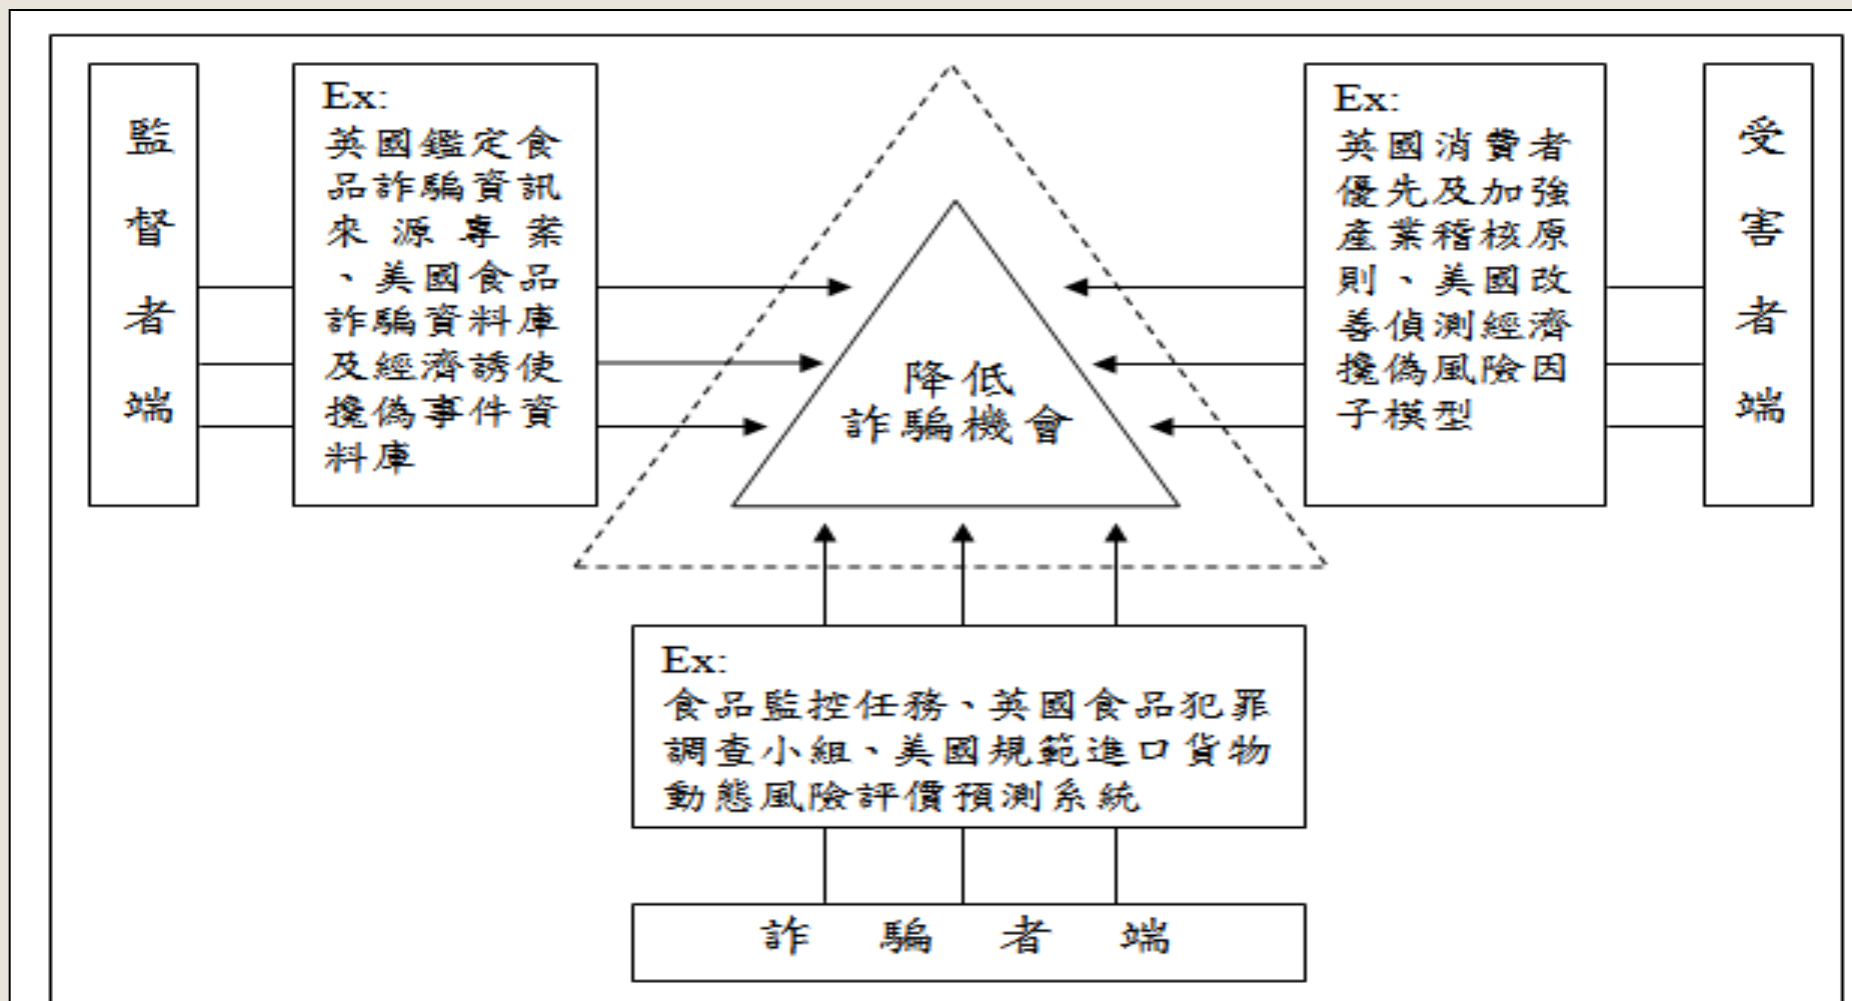 監督者端
Ex:
英國鑑定食
品詐騙資訊
來源專案
、美國食品
詐騙資料庫
及經濟誘使
攙偽事件資
料庫
降低
詐騙機會
Ex:
英國消費者
優先及加強
產業稽核原
則、美國改
善偵測經濟
攙偽風險因
子模型
受害者端
Ex:
食品監控任務、英國食品犯罪
調查小組、美國規範進口貨物
動態風險評價預測系統
詐騙者端